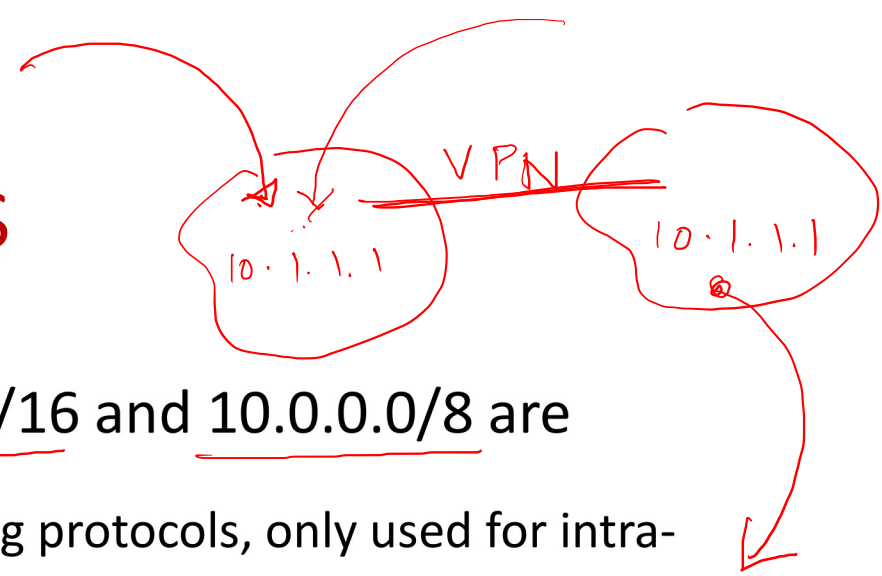 VPN
s
10.1.1.1
10.1.1.1
/16 and 10.0.0.0/8 are
g protocols, only used for intra-